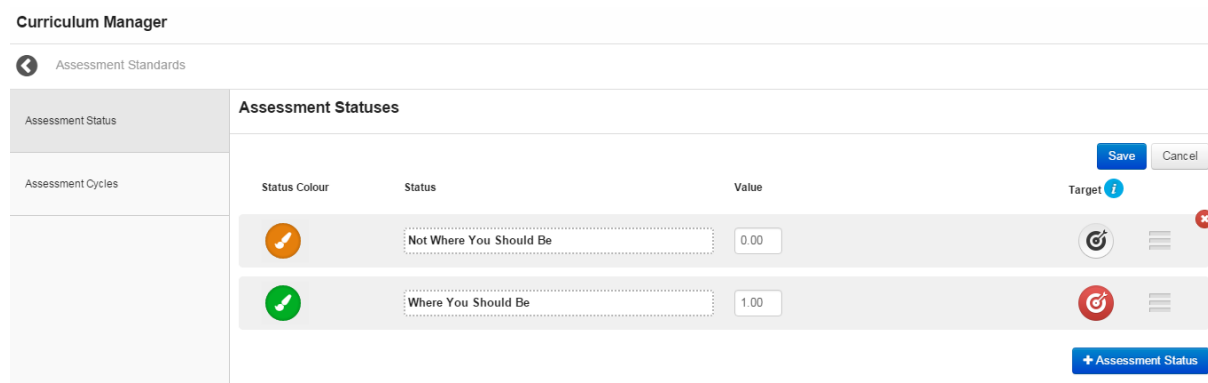 Curriculum Manager
Assessment Standards
Assessment Status
Assessment Cycles
Assessment Statuses
Save Cancel
Status Colour Status Value Target i
Not Where You Should Be 0.00
Where You Should Be 1.00
+ Assessment Status